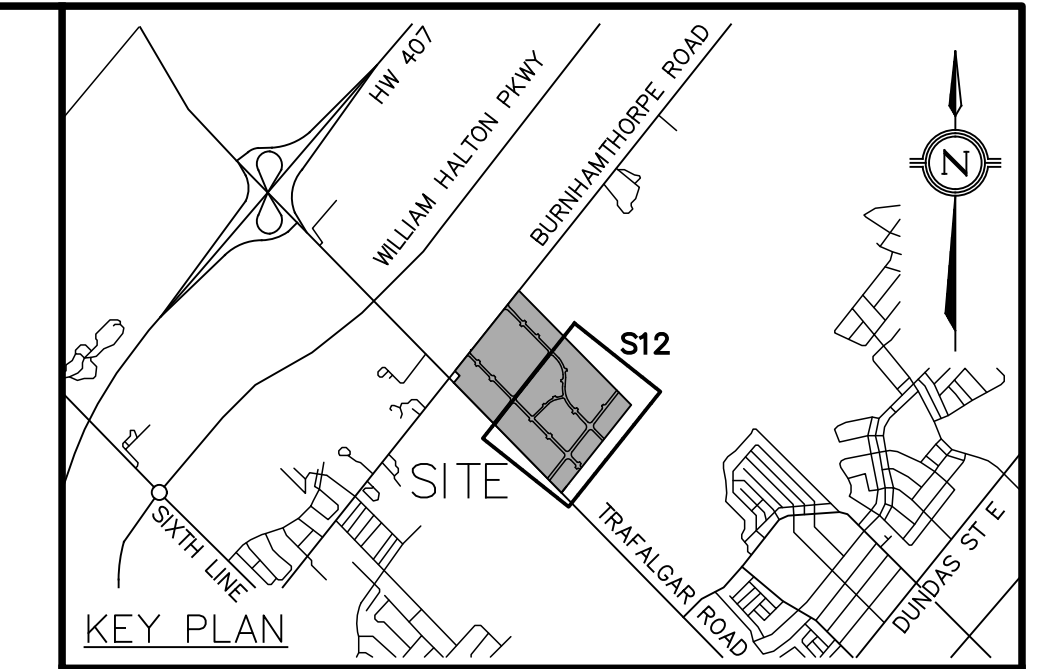 HW 407
WILLIAM HALTON PKWY
BURNHAMTHORPE ROAD
N
S12
SITE
SIXTH LINE
TRAFALGAR ROAD
DUNDAS ST E
KEY PLAN